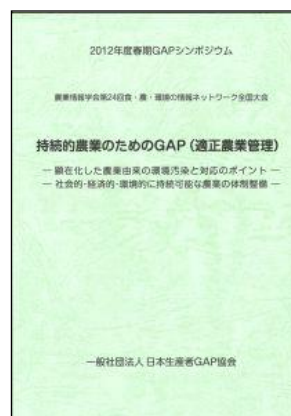 2012年度春期GAPシンポジウム
農業情報学会第24回食・農・環境の情報ネットワーク全国大会
持続的農業のためのGAP（適正農業管理）
― 顕在化した農業由来の環境汚染と対応のポイント ―
― 社会的・経済的・環境的に持続可能な農業の体制整備 ―
一般社団法人 日本生産者GAP協会